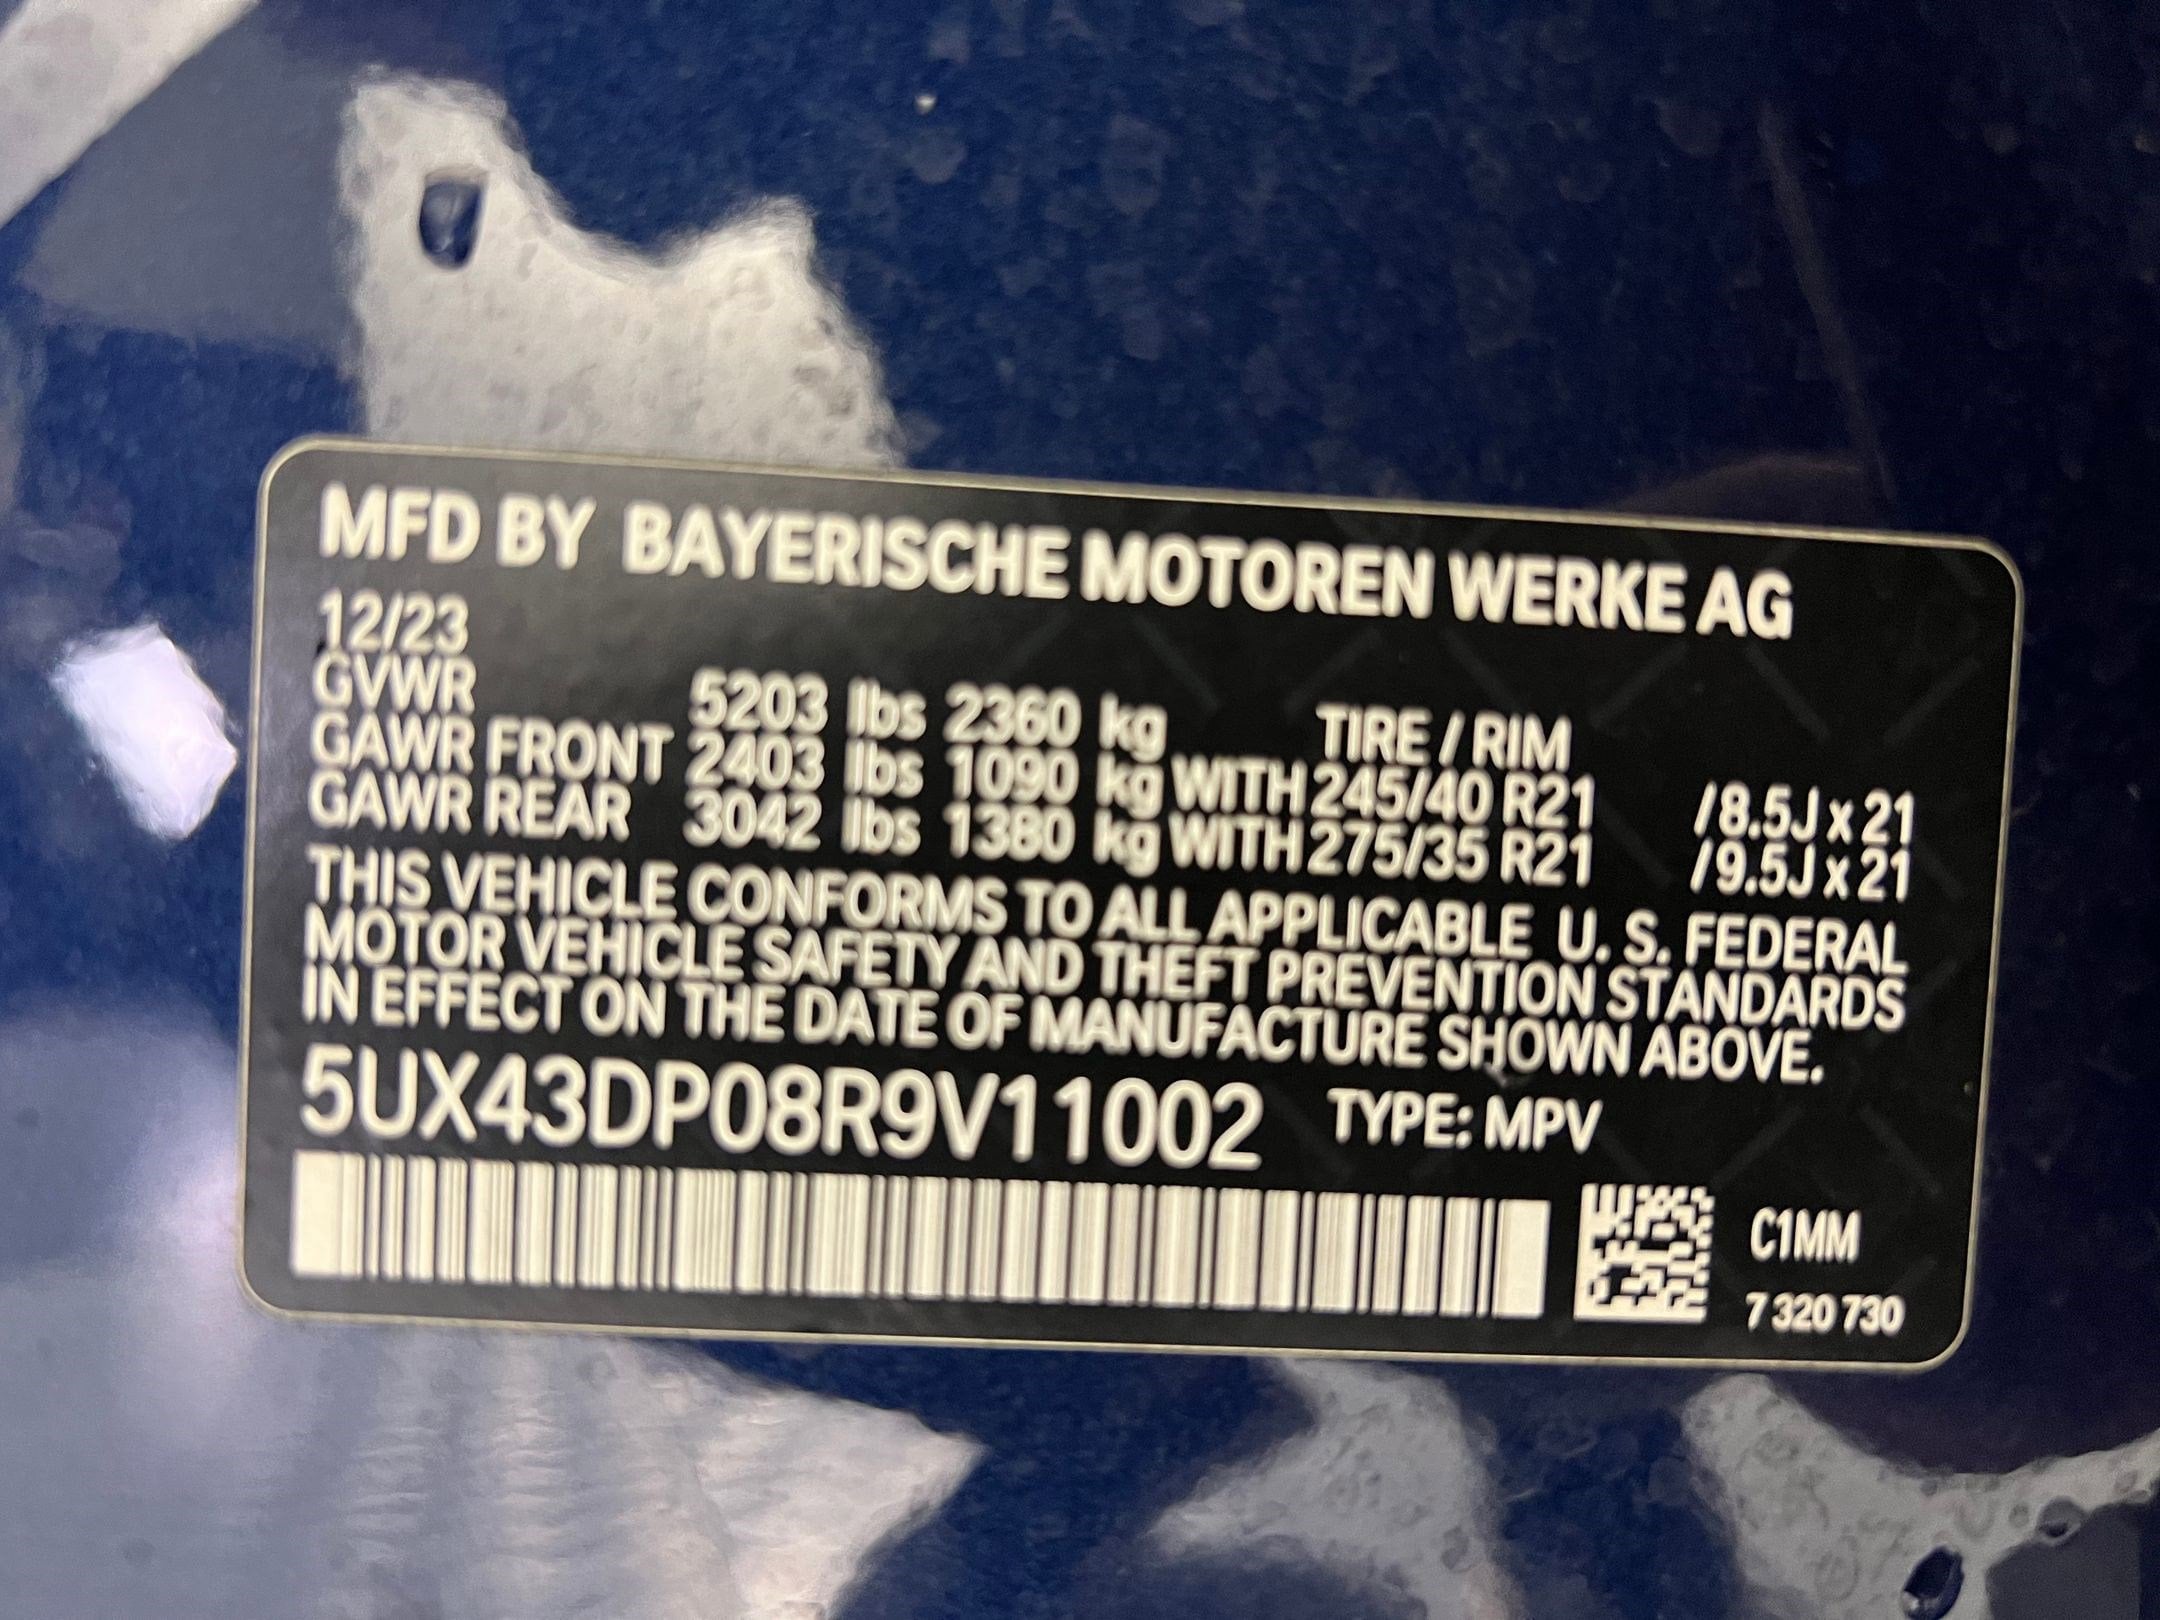 MFD BY BAYERISCHE MOTOREN WERKE AG
12/23
GVWR 5203 lbs 2360 kg TIRE / RIM
GAWR FRONT 2403 lbs 1090 kg WITH 245/40 R21 /8.5J x 21
GAWR REAR 3042 lbs 1380 kg WITH 275/35 R21 /9.5J x 21
THIS VEHICLE CONFORMS TO ALL APPLICABLE U. S. FEDERAL
MOTOR VEHICLE SAFETY AND THEFT PREVENTION STANDARDS
IN EFFECT ON THE DATE OF MANUFACTURE SHOWN ABOVE.
5UX43DP08R9V11002 TYPE: MPV
C1MM
7 320 730